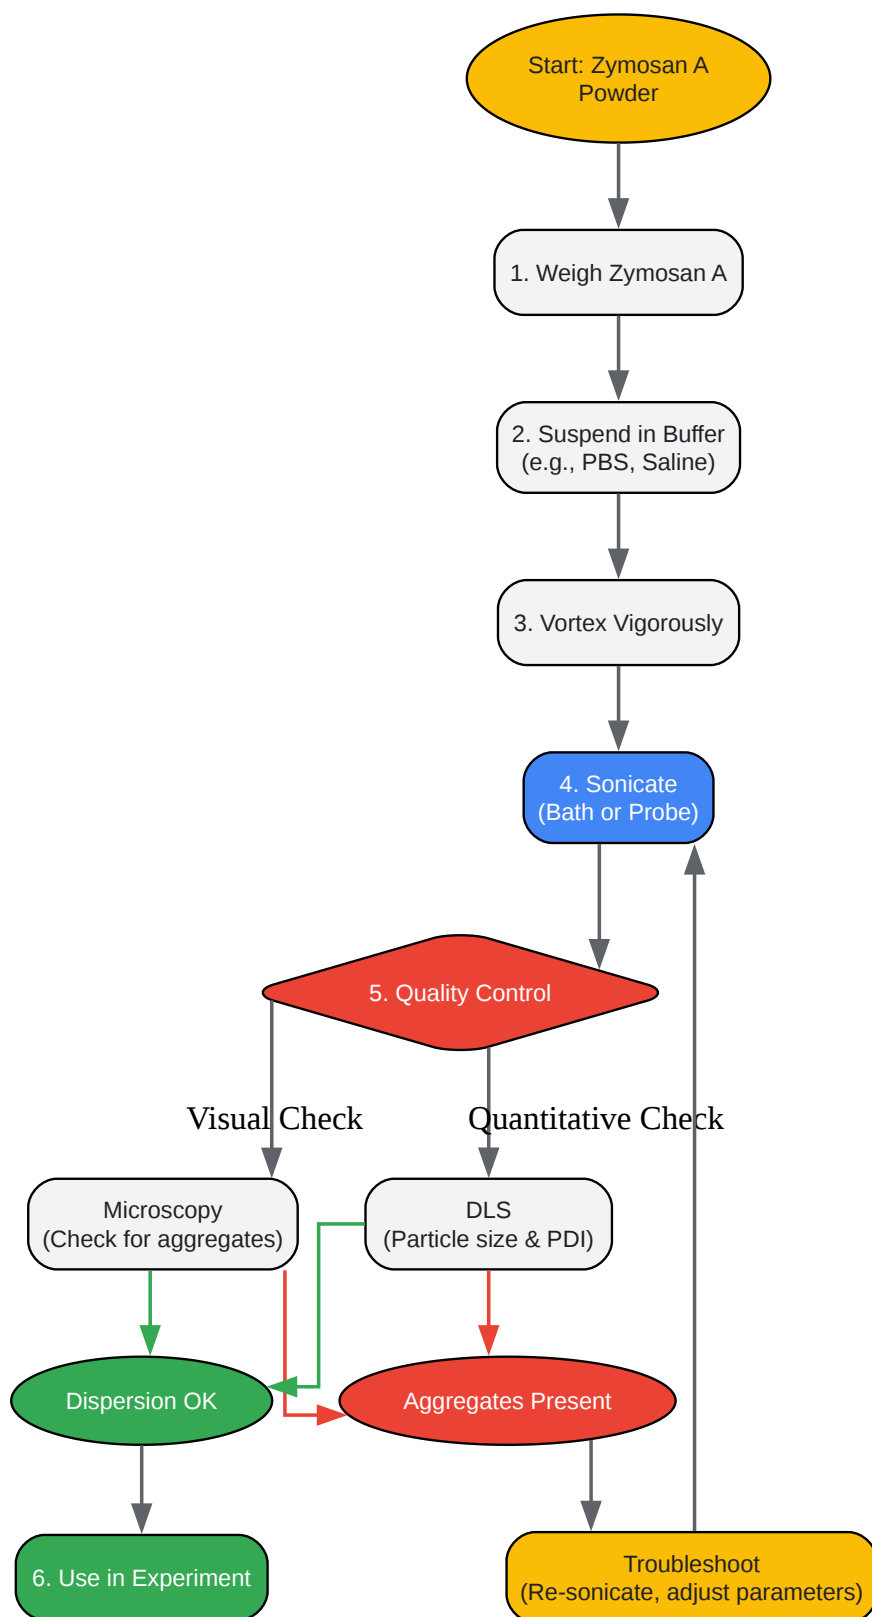 Start: Zymosan A
Powder
1. Weigh Zymosan A
2. Suspend in Buffer
(e.g., PBS, Saline)
3. Vortex Vigorously
4. Sonicate
(Bath or Probe)
5. Quality Control
Visual Check
Quantitative Check
Microscopy
(Check for aggregates)
DLS
(Particle size & PDI)
Dispersion OK
Aggregates Present
6. Use in Experiment
Troubleshoot
(Re-sonicate, adjust parameters)